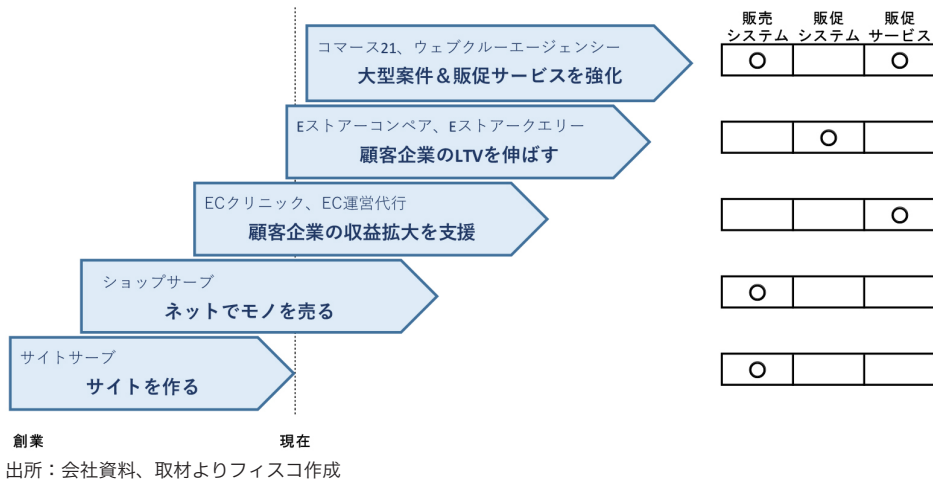 販売 販促 販促
システム システム サービス
コマース21、ウェブクルーエージェンシー
大型案件＆販促サービスを強化
Eストアーコンペア、Eストアークエリー
顧客企業のLTVを伸ばす
ECクリニック、EC運営代行
顧客企業の収益拡大を支援
ショップサーブ
ネットでモノを売る
サイトサーブ
サイトを作る
創業 現在
出所：会社資料、取材よりフィスコ作成